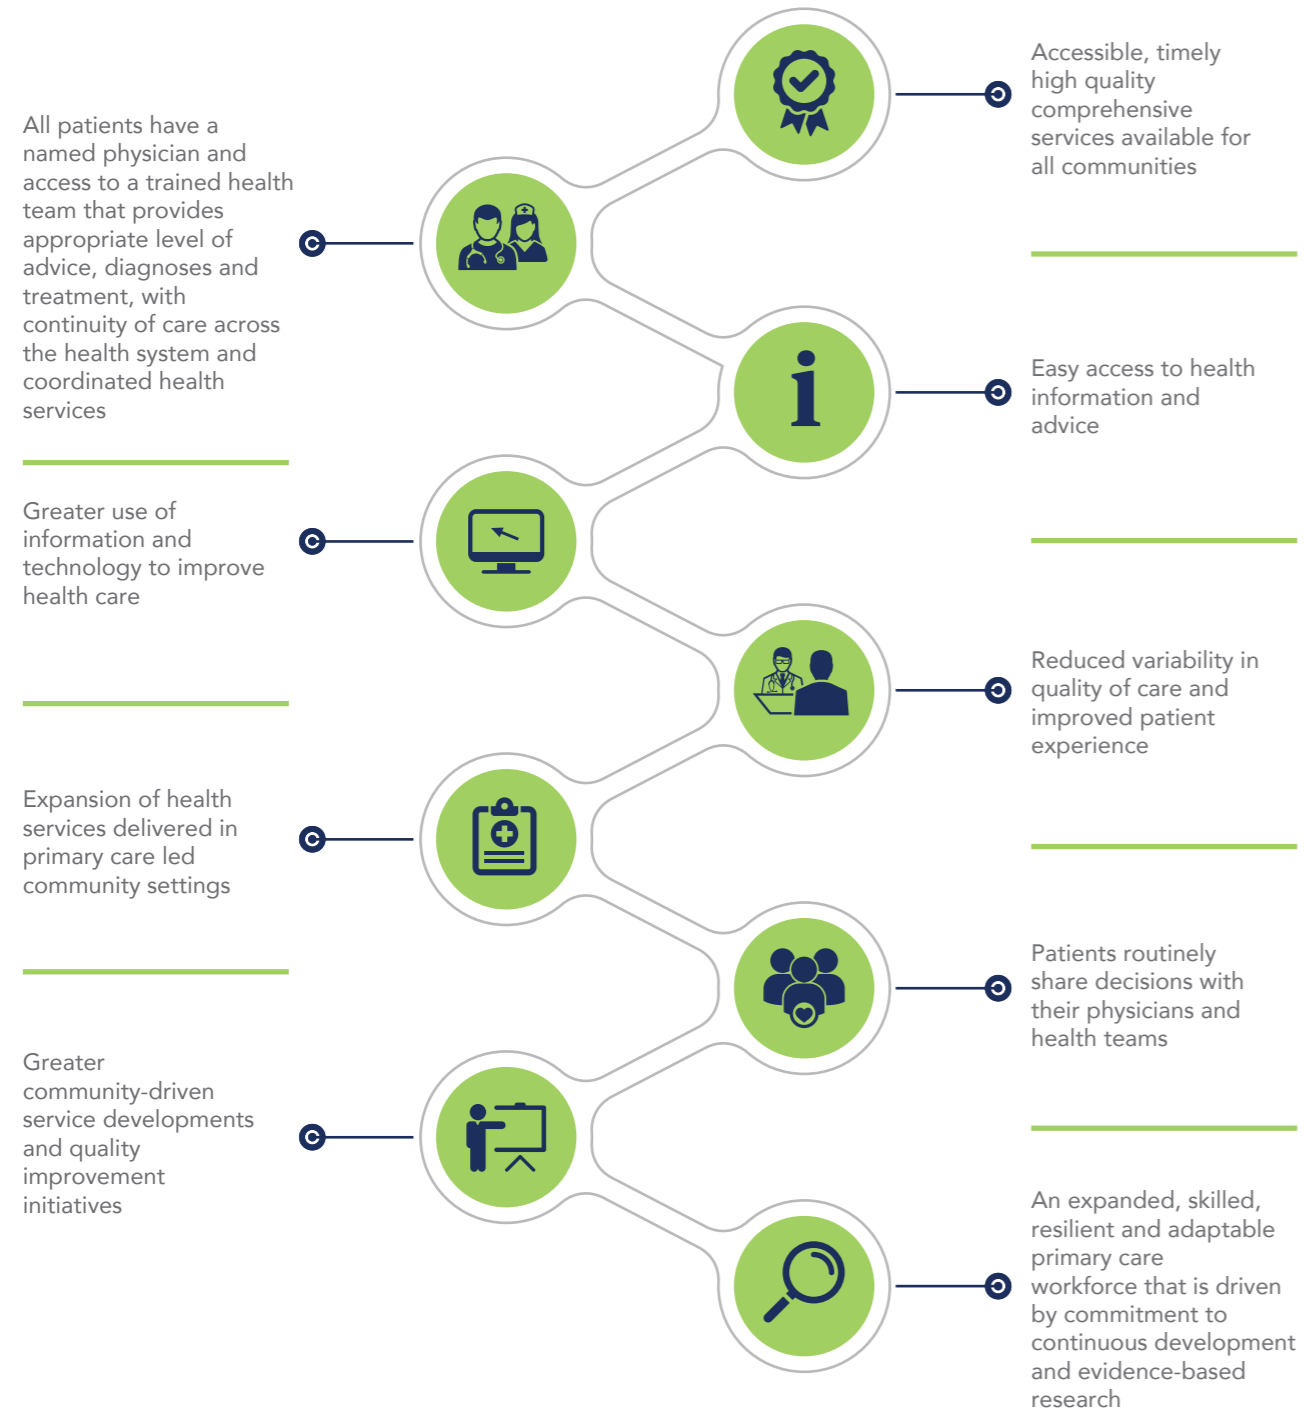 Accessible, timely
high quality
comprehensive
services available for
all communities
All patients have a
named physician and
access to a trained health
team that provides
appropriate level of
advice, diagnoses and
treatment, with
continuity of care across
the health system and
coordinated health
services
Easy access to health
information and
advice
Greater use of
information and
technology to improve
health care
Reduced variability in
quality of care and
improved patient
experience
Expansion of health
services delivered in
primary care led
community settings
Patients routinely
share decisions with
their physicians and
health teams
Greater
community-driven
service developments
and quality
improvement
initiatives
An expanded, skilled,
resilient and adaptable
primary care
workforce that is driven
by commitment to
continuous development
and evidence-based
research